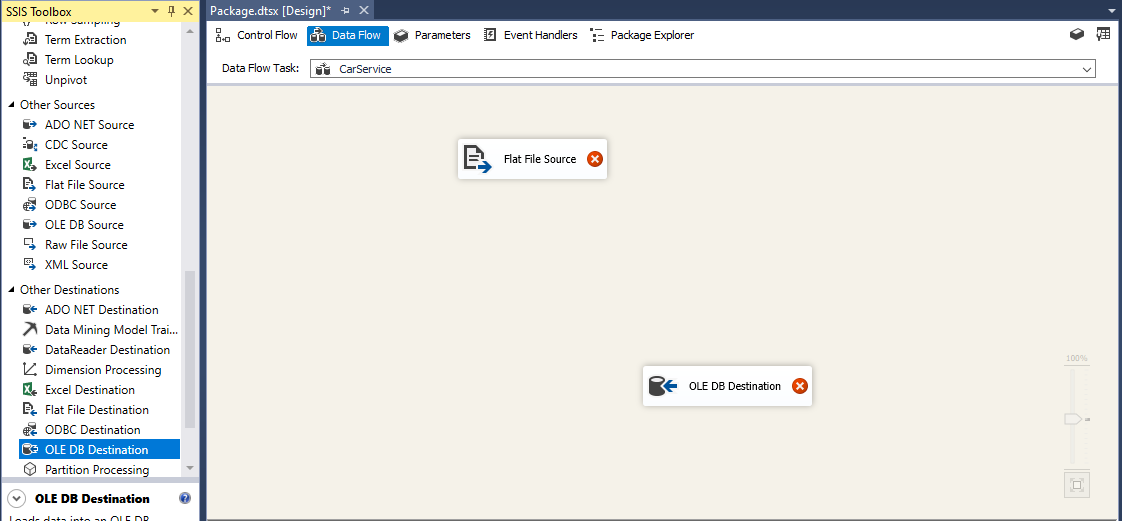 SSIS Toolbox
Row Sampling
Term Extraction
Term Lookup
Unpivot
Other Sources
ADO NET Source
CDC Source
Excel Source
Flat File Source
ODBC Source
OLE DB Source
Raw File Source
XML Source
Other Destinations
ADO NET Destination
Data Mining Model Trai...
DataReader Destination
Dimension Processing
Excel Destination
Flat File Destination
ODBC Destination
OLE DB Destination
Partition Processing
OLE DB Destination
Loads data into an OLE DB
Package.dtsx [Design]*
Control Flow
Data Flow
Parameters
Event Handlers
Package Explorer
Data Flow Task:
CarService
Flat File Source
OLE DB Destination
100%